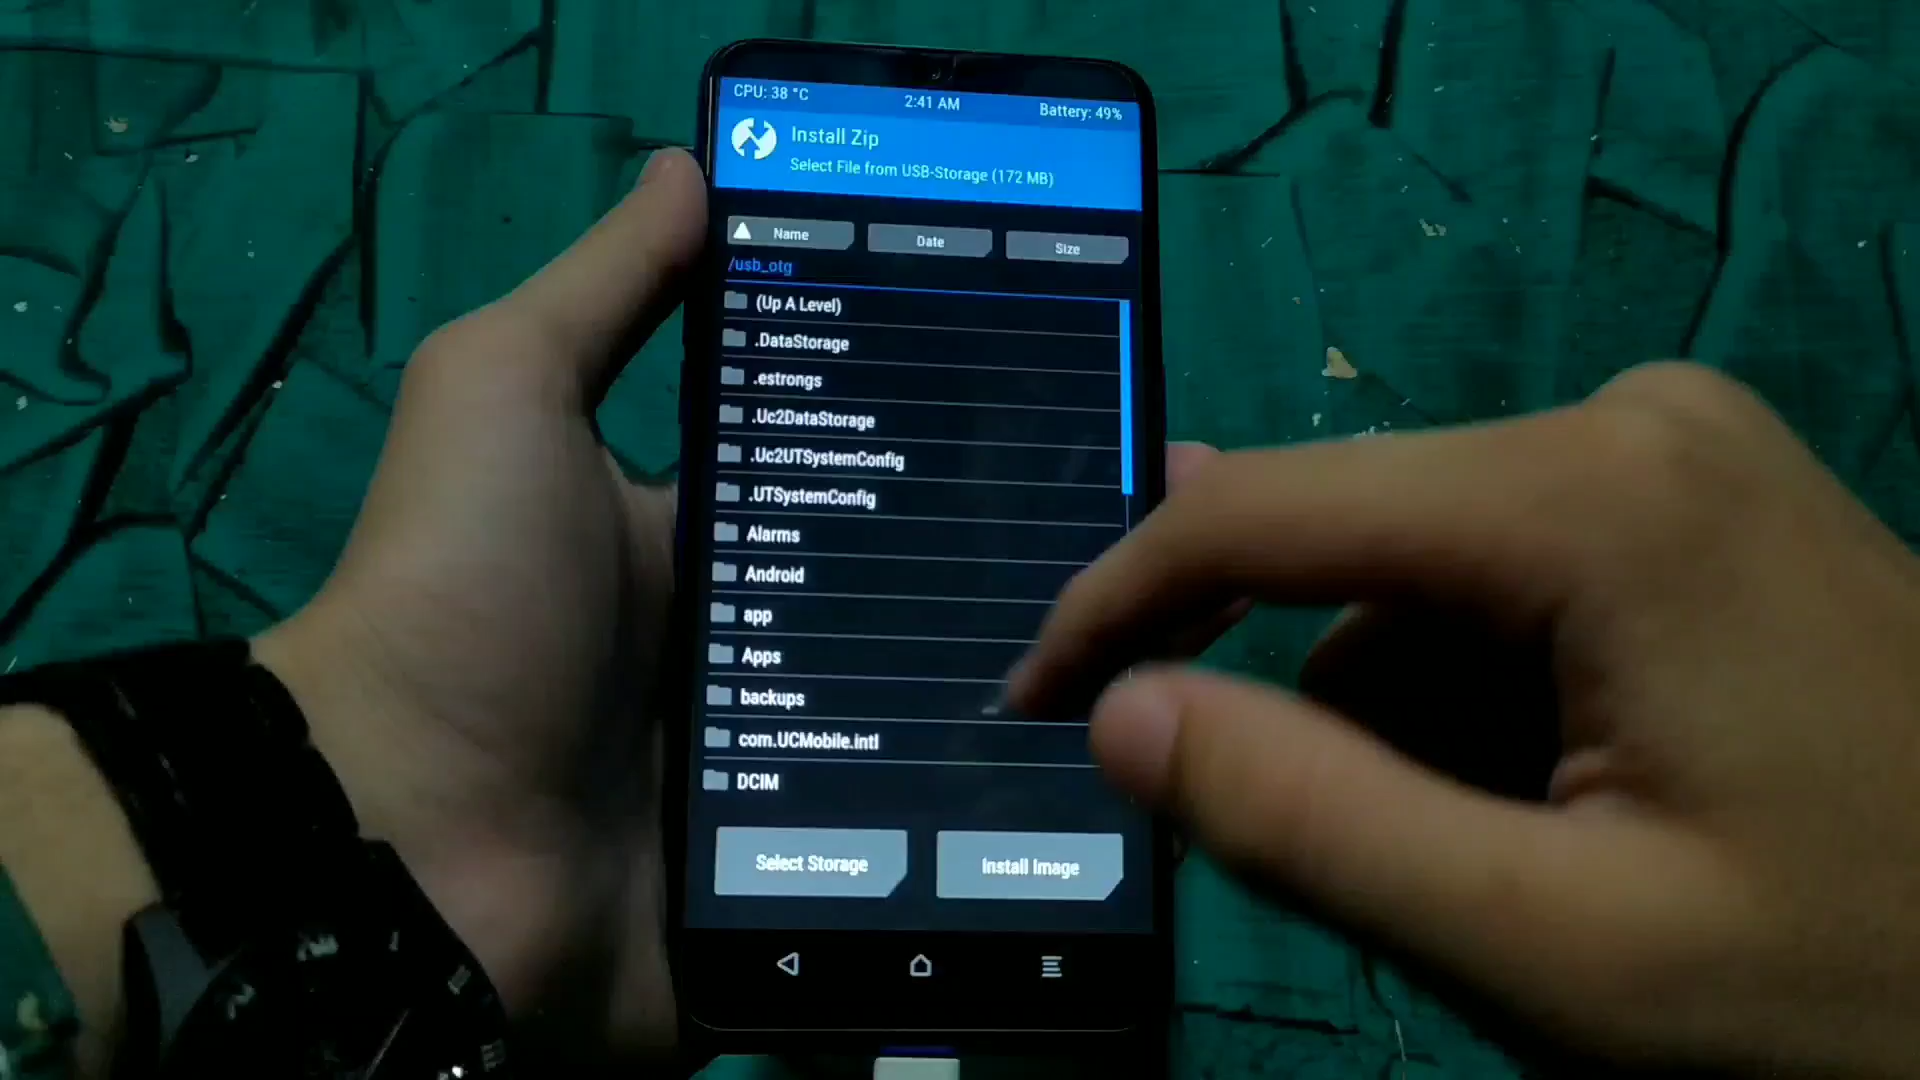 CPU: 38 °C
2:41 AM
Battery: 49%
Install Zip
Select File from USB-Storage (172 MB)
Name
Date
Size
/usb_otg
(Up A Level)
.DataStorage
.estrongs
.Uc2DataStorage
.Uc2UTSystemConfig
.UTSystemConfig
Alarms
Android
app
Apps
backups
com.UCMobile.intl
DCIM
Select Storage
Install Image